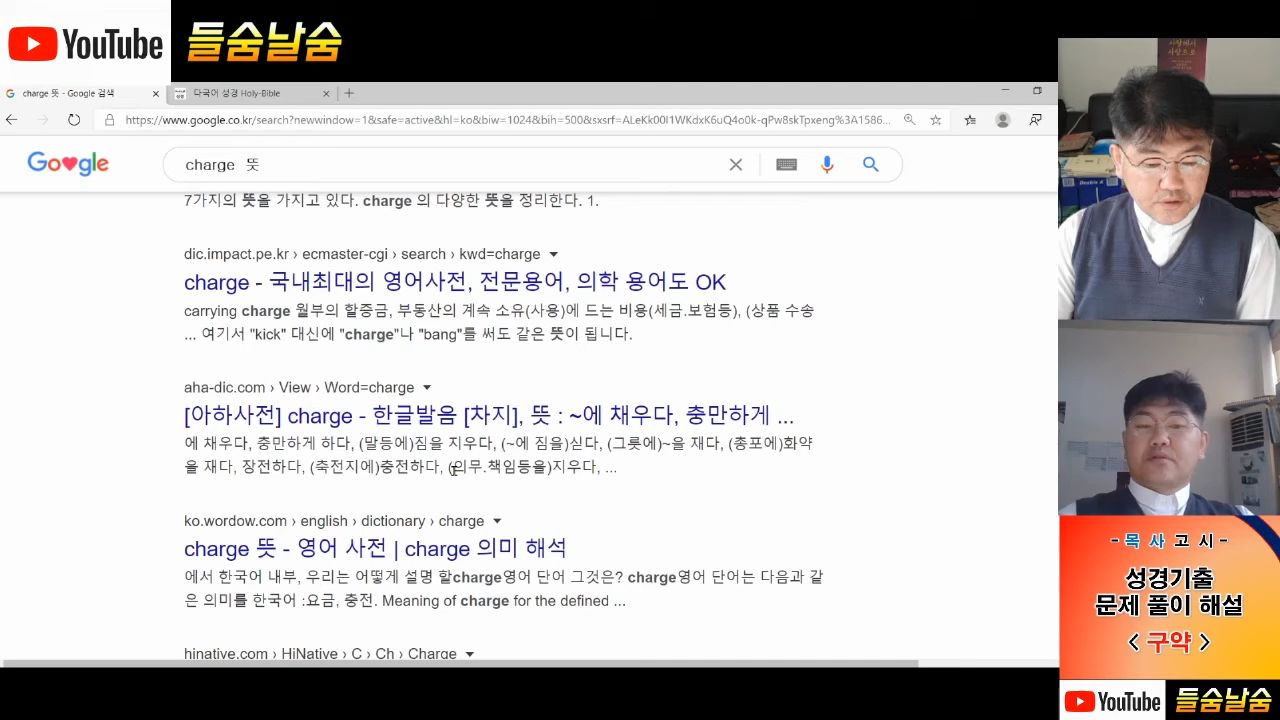 YouTube 들숨날숨
charge 뜻 - Google 검색
다국어 성경 Holy-Bible
https://www.google.co.kr/search?newwindow=1&safe=active&hl=ko&biw=1024&bih=500&sxsrf=ALeKk00I1WKdxK6uQ4o0k-qPw8skTpxeng%3A1586...
Google
charge 뜻
7가지의 뜻을 가지고 있다. charge 의 다양한 뜻을 정리한다. 1.
dic.impact.pe.kr › ecmaster-cgi › search › kwd=charge
charge - 국내최대의 영어사전, 전문용어, 의학 용어도 OK
carrying charge 월부의 할증금, 부동산의 계속 소유(사용)에 드는 비용(세금.보험등), (상품 수송
... 여기서 "kick" 대신에 "charge"나 "bang"를 써도 같은 뜻이 됩니다.
aha-dic.com › View › Word=charge
[아하사전] charge - 한글발음 [차지], 뜻 : ~에 채우다, 충만하게 ...
에 채우다, 충만하게 하다, (말등에)짐을 지우다, (~에 짐을)싣다, (그릇에)~을 재다, (총포에)화약
을 재다, 장전하다, (축전지에)충전하다, (의무.책임등을)지우다, ...
ko.wordow.com › english › dictionary › charge
charge 뜻 - 영어 사전 | charge 의미 해석
에서 한국어 내부, 우리는 어떻게 설명 할charge영어 단어 그것은? charge영어 단어는 다음과 같
은 의미를 한국어 :요금, 충전. Meaning of charge for the defined ...
hinative.com › HiNative › C › Ch › Charge
- 목 사 고 시 -
성경기출
문제 풀이 해설
< 구약 >
YouTube 들숨날숨